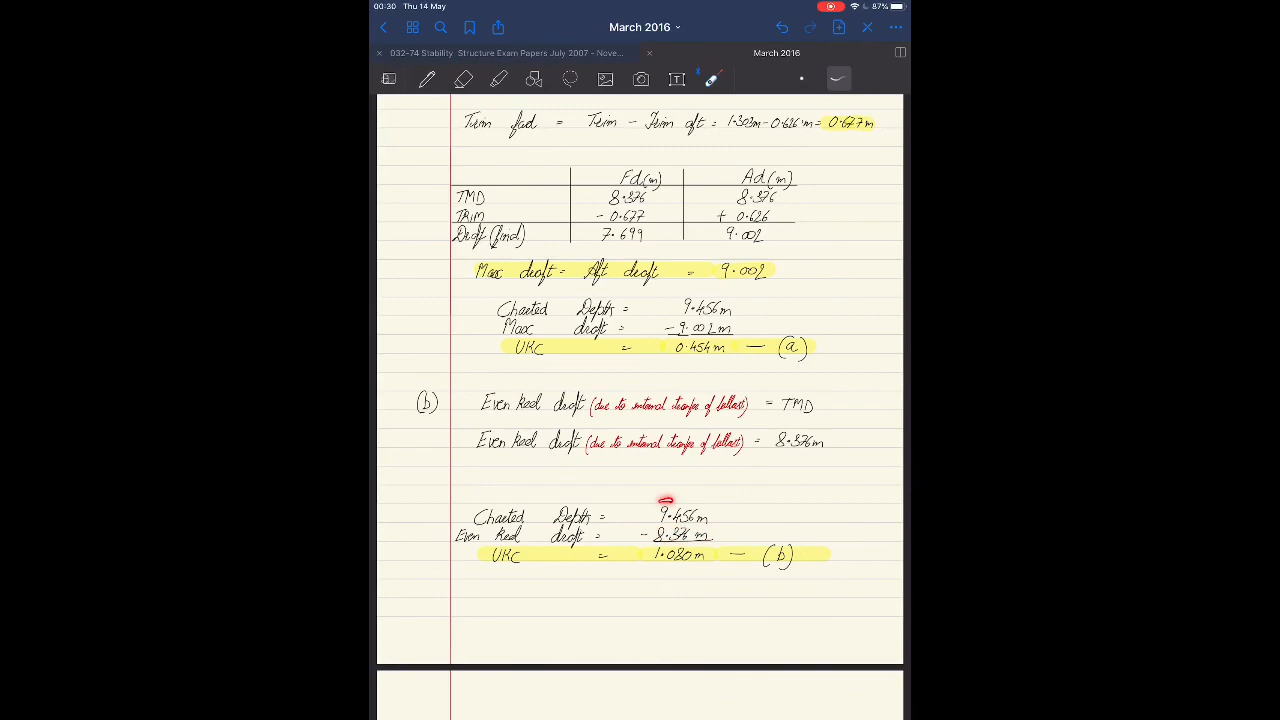 00:30 Thu 14 May 87%
March 2016
032-74 Stability Structure Exam Papers July 2007 - Nove... March 2016
Trim fwd = Trim - Trim aft = 1.303m - 0.626m = 0.677m
Fd(m) Ad(m)
TMD 8.376 8.376
TRIM - 0.677 + 0.626
Draft (final) 7.699 9.002
Max draft = Aft draft = 9.002
Charted Depth = 9.456m
Max draft = - 9.002m
UKC = 0.454m — (a)
(b) Even Keel draft (due to internal transfer of ballast) = TMD
Even Keel draft (due to internal transfer of ballast) = 8.376m
Charted Depth = 9.456m
Even Keel draft = - 8.376 m
UKC = 1.080m — (b)